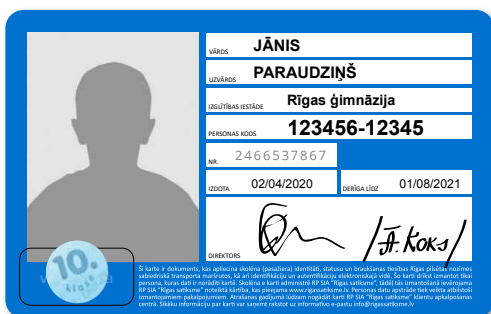 VĀRDS JĀNIS
UZVĀRDS PARAUDZIŅŠ
IZGLĪTĪBAS IESTĀDE Rīgas ģimnāzija
PERSONAS KODS 123456-12345
NR. 2466537867
IZDOTA 02/04/2020 DERĪGA LĪDZ 01/08/2021
DIREKTORS /Ā. Koks/
10.
klase
Šī karte ir dokuments, kas apliecina skolēna (pasažiera) identitāti, statusu un braukšanas tiesības Rīgas pilsētas nozīmes
sabiedriskā transporta maršrutos, kā arī identifikāciju un autentifikāciju elektroniskajā vidē. Šo karti drīkst izmantot tikai
persona, kuras dati ir norādīti kartē. Skolēna e karti administrē RP SIA "Rīgas satiksme", tādēļ tās izmantošanā ievērojama
RP SIA "Rīgas satiksme" noteiktā kārtība, kas pieejama www.rigassatiksme.lv. Personas datu apstrāde tiek veikta atbilstoši
izmantojamiem pakalpojumiem. Atrašanas gadījumā lūdzam nogādāt karti RP SIA "Rīgas satiksme" klientu apkalpošanas
centrā. Sīkāku informāciju par karti var saņemt rakstot uz informatīvo e-pastu info@rigassatiksme.lv